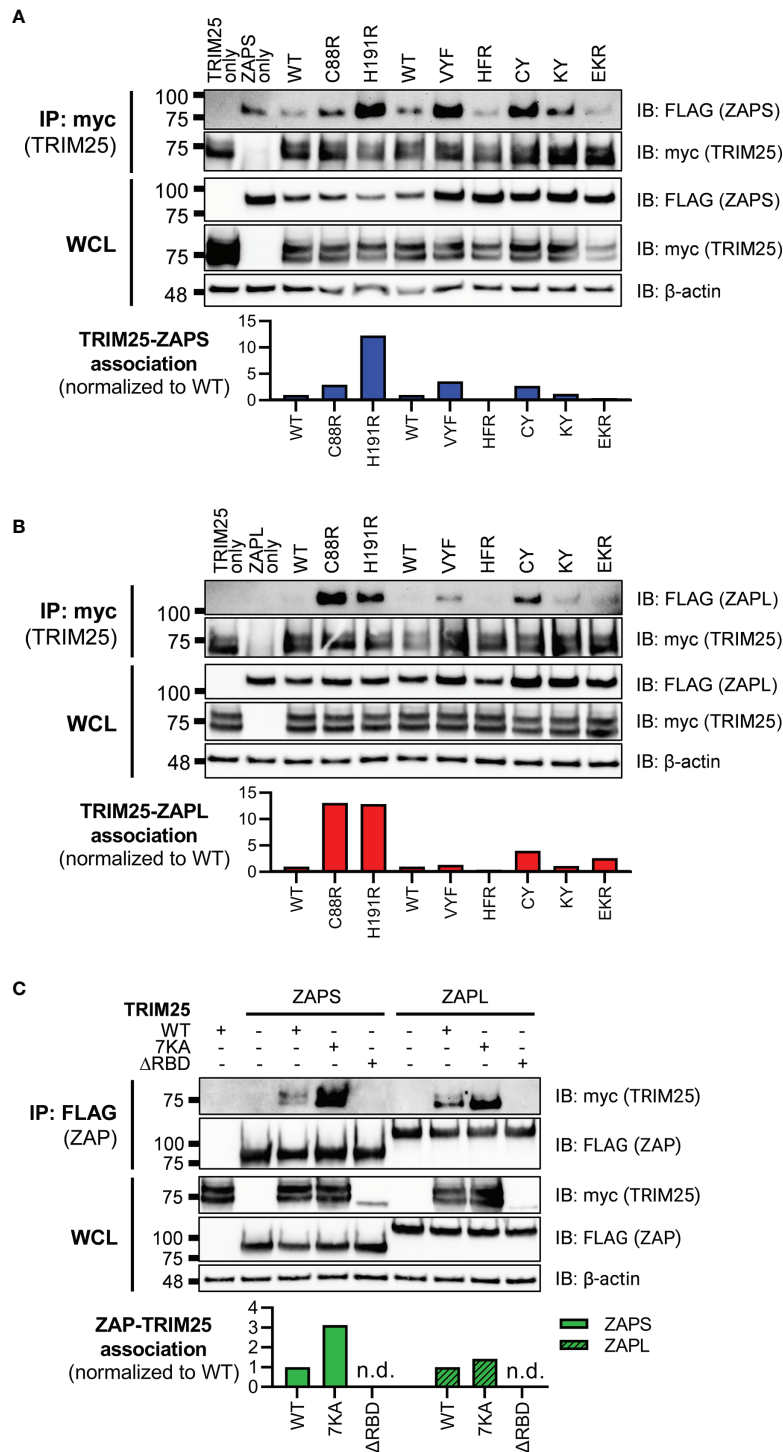 A
TRIM25 only
ZAPS only
WT
C88R
H191R
WT
VYF
HFR
CY
KY
EKR
IP: myc
(TRIM25)
100
75
IB: FLAG (ZAPS)
75
IB: myc (TRIM25)
WCL
100
75
IB: FLAG (ZAPS)
75
IB: myc (TRIM25)
48
IB: β-actin
TRIM25-ZAPS
association
(normalized to WT)
15
10
5
0
WT
C88R
H191R
WT
VYF
HFR
CY
KY
EKR
B
TRIM25 only
ZAPL only
WT
C88R
H191R
WT
VYF
HFR
CY
KY
EKR
IP: myc
(TRIM25)
100
IB: FLAG (ZAPL)
75
IB: myc (TRIM25)
WCL
100
IB: FLAG (ZAPL)
75
IB: myc (TRIM25)
48
IB: β-actin
TRIM25-ZAPL
association
(normalized to WT)
15
10
5
0
WT
C88R
H191R
WT
VYF
HFR
CY
KY
EKR
C
ZAPS ZAPL
TRIM25
WT + - + - - - + - -
7KA - - - + - - - + -
ΔRBD - - - - + - - - +
IP: FLAG
(ZAP)
75
IB: myc (TRIM25)
100
75
IB: FLAG (ZAP)
WCL
75
IB: myc (TRIM25)
100
75
IB: FLAG (ZAP)
48
IB: β-actin
ZAP-TRIM25
association
(normalized to WT)
4
3
2
1
0
n.d. n.d.
WT
7KA
ΔRBD
WT
7KA
ΔRBD
ZAPS
ZAPL